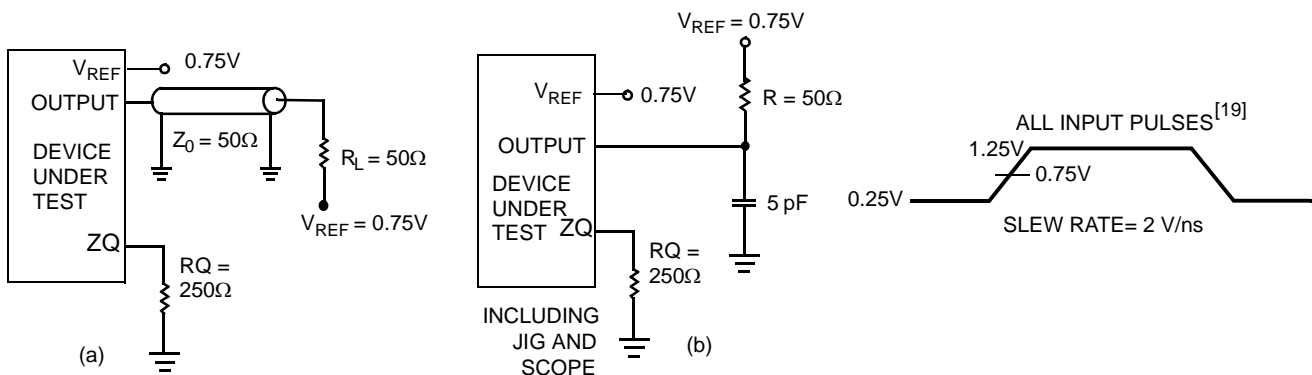 V_REF 0.75V
OUTPUT
Z_0 = 50Ω
DEVICE
UNDER
TEST
R_L = 50Ω
V_REF = 0.75V
ZQ
RQ =
250Ω
(a)
V_REF = 0.75V
R = 50Ω
V_REF 0.75V
OUTPUT
DEVICE
UNDER
TEST ZQ
5 pF
RQ =
250Ω
INCLUDING
JIG AND
SCOPE
(b)
ALL INPUT PULSES[19]
1.25V
0.75V
0.25V
SLEW RATE= 2 V/ns